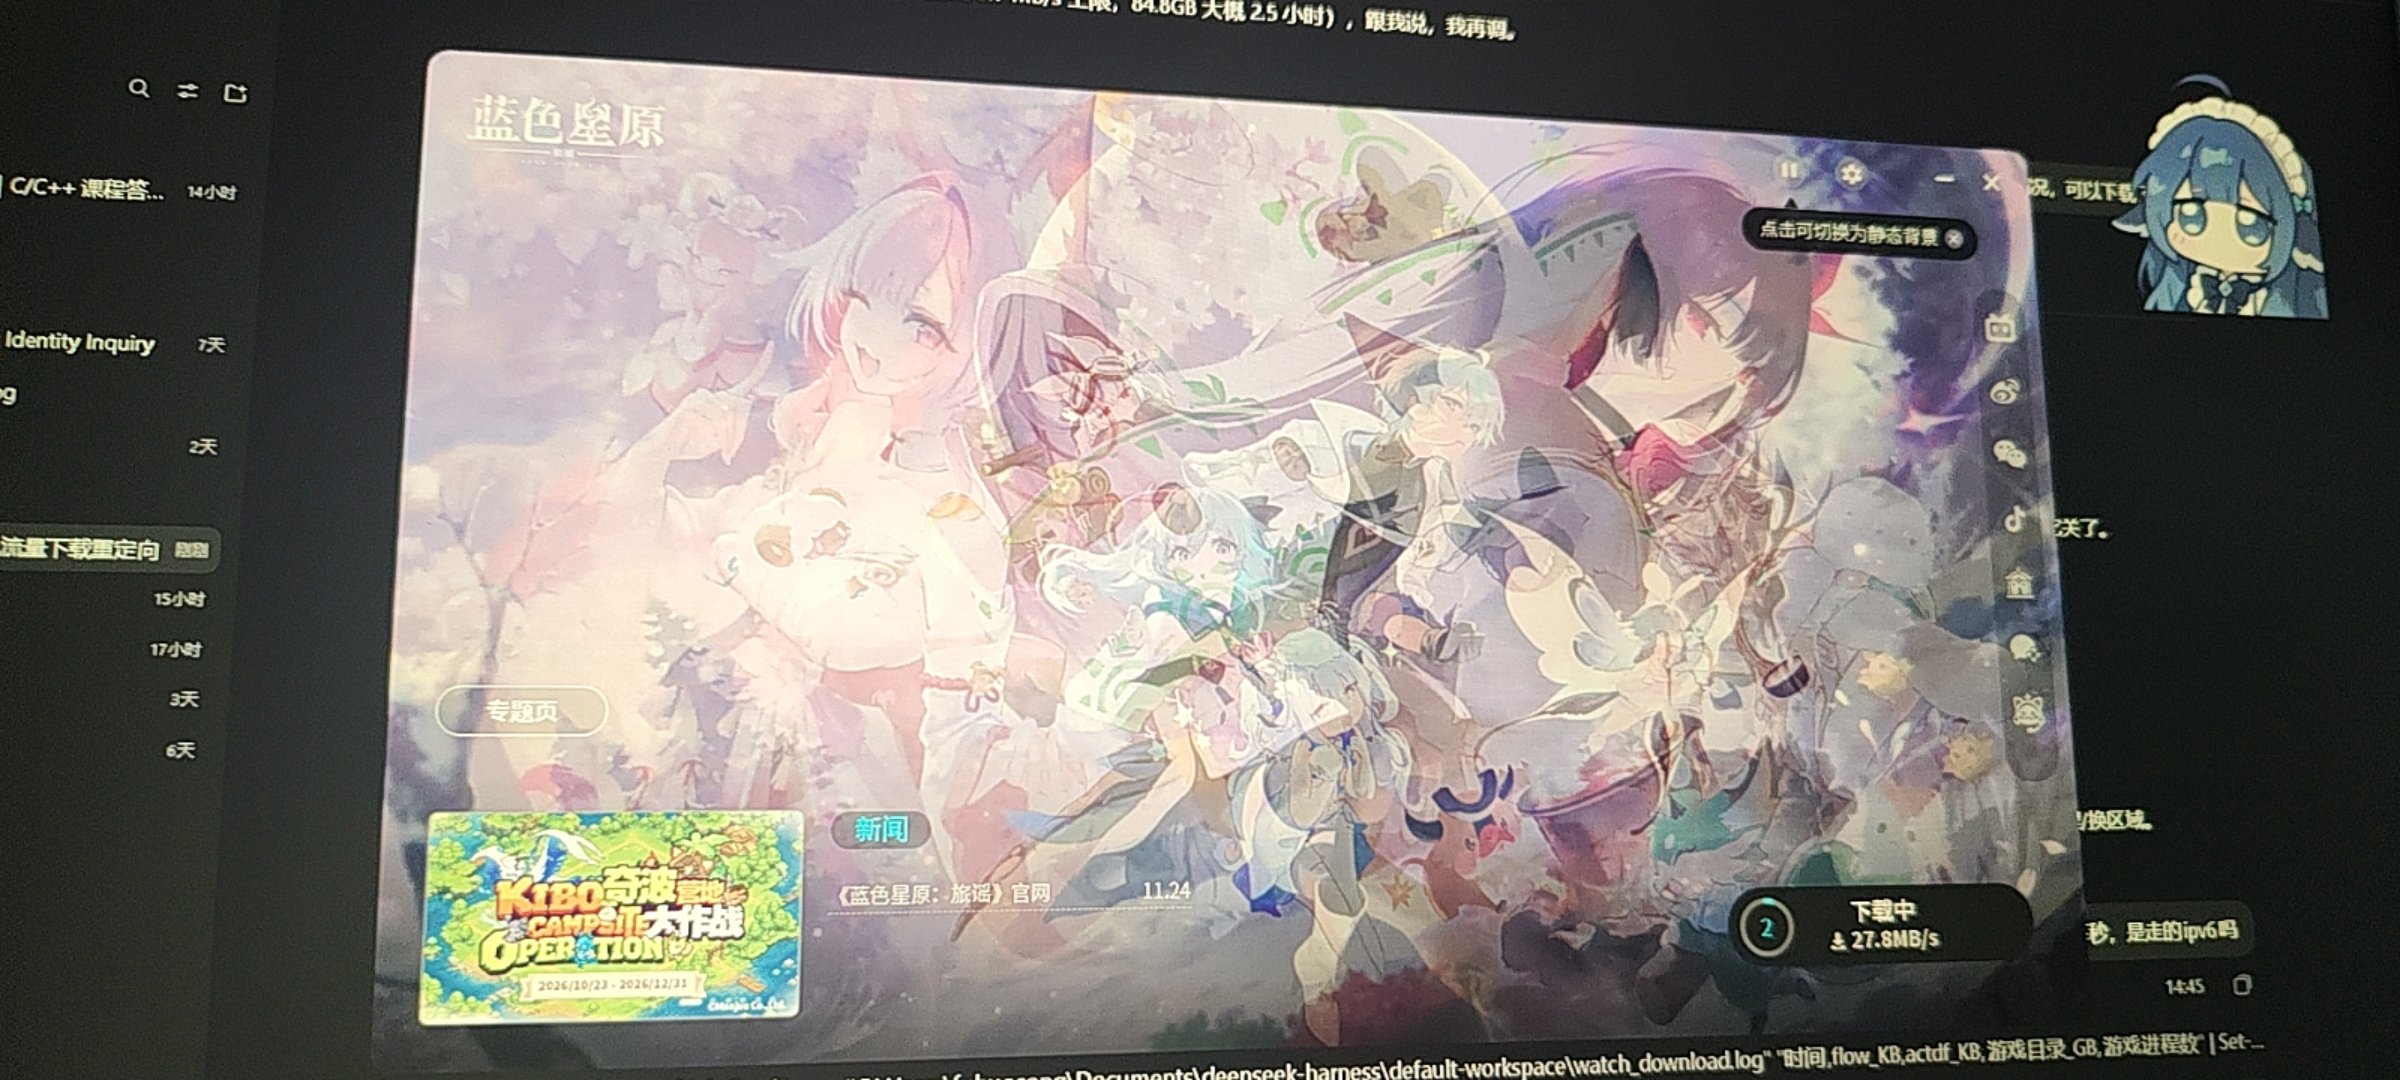 上限，84.8GB 大概 2.5 小时），跟我说，我再调。
C/C++ 课程答... 14小时
Identity Inquiry 7天
2天
流量下载重定向
15小时
17小时
3天
6天
蓝色星原
点击可切换为静态背景
况，可以下载
关了。
专题页
新闻
《蓝色星原：旅谣》官网 11.24
KIBO 奇波营地
CAMPSITE 大作战
OPERATION
2026/10/23 - 2026/12/31
2
下载中
27.8MB/s
/换区域。
秒，是走的ipv6吗
14:45
\Documents\deepseek-harness\default-workspace\watch_download.log" "时间,flow_KB,actdf_KB,游戏目录_GB,游戏进程数" | Set-...